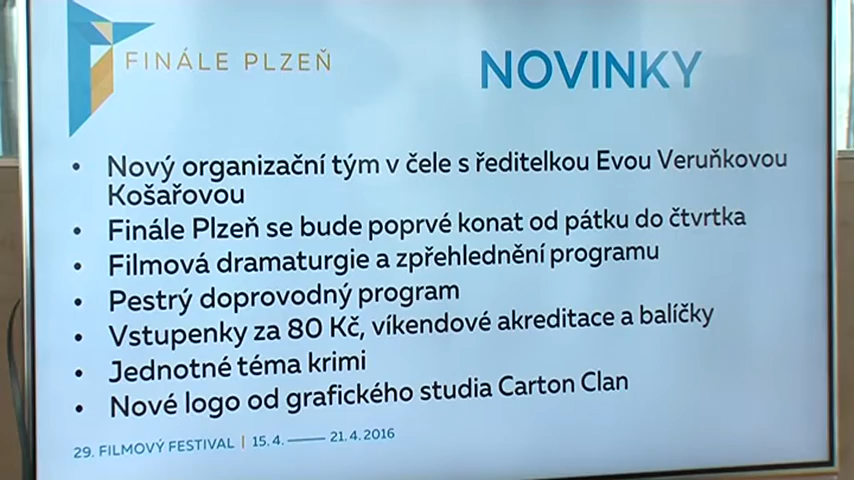 FINÁLE PLZEŇ
NOVINKY
• Nový organizační tým v čele s ředitelkou Evou Veruňkovou
Košařovou
• Finále Plzeň se bude poprvé konat od pátku do čtvrtka
• Filmová dramaturgie a zpřehlednění programu
• Pestrý doprovodný program
• Vstupenky za 80 Kč, víkendové akreditace a balíčky
• Jednotné téma krimi
• Nové logo od grafického studia Carton Clan
29. FILMOVÝ FESTIVAL | 15. 4. —— 21. 4. 2016